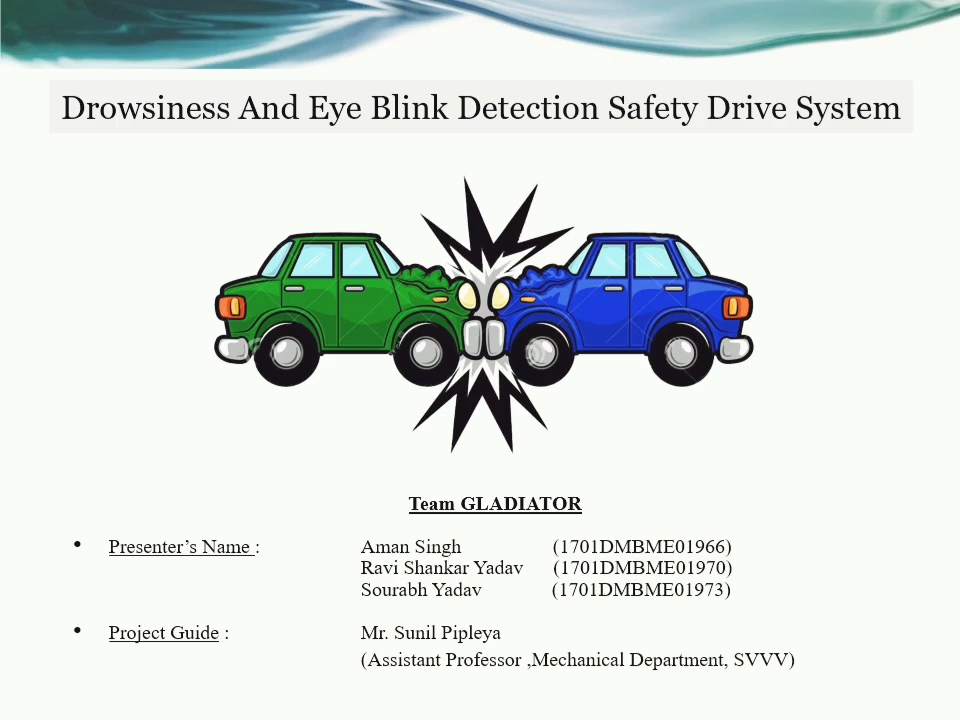 Drowsiness And Eye Blink Detection Safety Drive System
Team GLADIATOR
• Presenter’s Name : Aman Singh (1701DMBME01966)
Ravi Shankar Yadav (1701DMBME01970)
Sourabh Yadav (1701DMBME01973)
• Project Guide : Mr. Sunil Pipleya
(Assistant Professor ,Mechanical Department, SVVV)